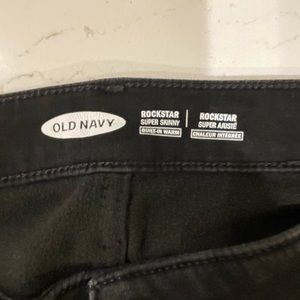 OLD NAVY
ROCKSTAR
SUPER SKINNY
BUILT-IN WARM
ROCKSTAR
SUPER AJUSTÉ
CHALEUR INTÉGRÉE